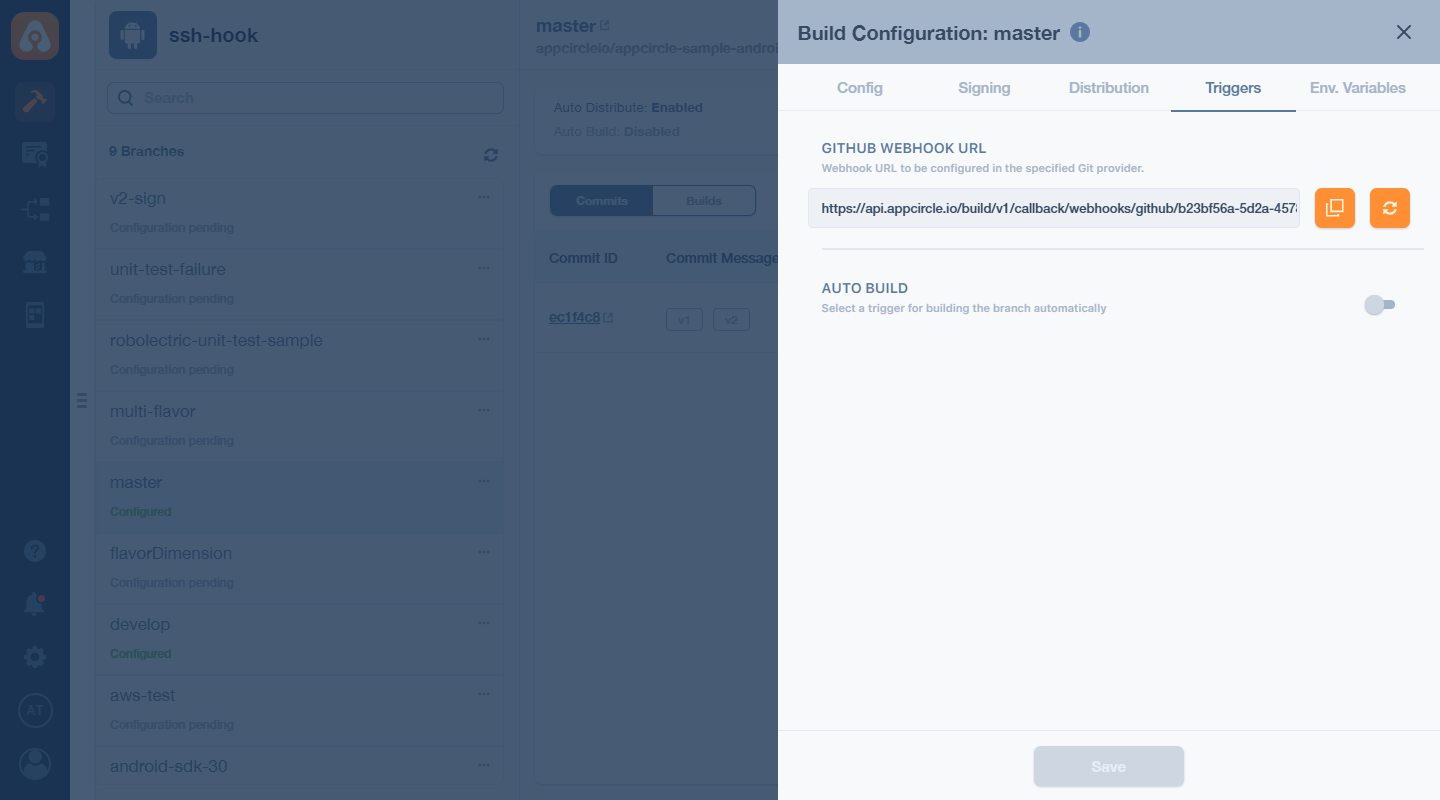 ssh-hook
Search
9 Branches
v2-sign
Configuration pending
unit-test-failure
Configuration pending
robolectric-unit-test-sample
Configuration pending
multi-flavor
Configuration pending
master
Configured
flavorDimension
Configuration pending
develop
Configured
aws-test
Configuration pending
android-sdk-30
AT
master
appcircleio/appcircle-sample-androi
Auto Distribute: Enabled
Auto Build: Disabled
Commits Builds
Commit ID Commit Message
ec1f4c8 v1 v2
Build Configuration: master
Config Signing Distribution Triggers Env. Variables
GITHUB WEBHOOK URL
Webhook URL to be configured in the specified Git provider.
https://api.appcircle.io/build/v1/callback/webhooks/github/b23bf56a-5d2a-457
AUTO BUILD
Select a trigger for building the branch automatically
Save